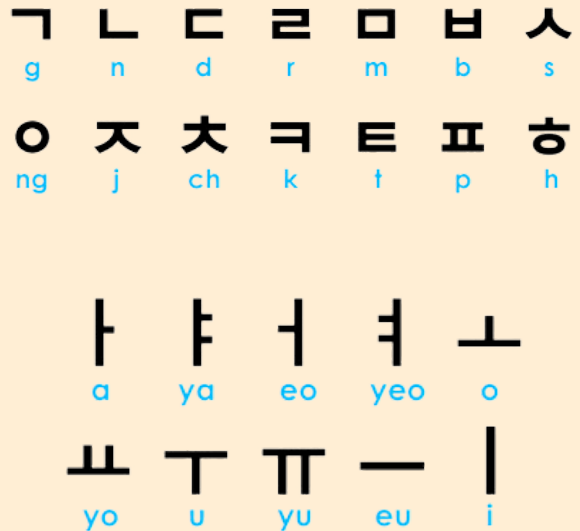 ㄱ ㄴ ㄷ ㄹ ㅁ ㅂ ㅅ
g n d r m b s
ㅇ ㅈ ㅊ ㅋ ㅌ ㅍ ㅎ
ng j ch k t p h
ㅏ ㅑ ㅓ ㅕ ㅗ
a ya eo yeo o
ㅛ ㅜ ㅠ ㅡ ㅣ
yo u yu eu i